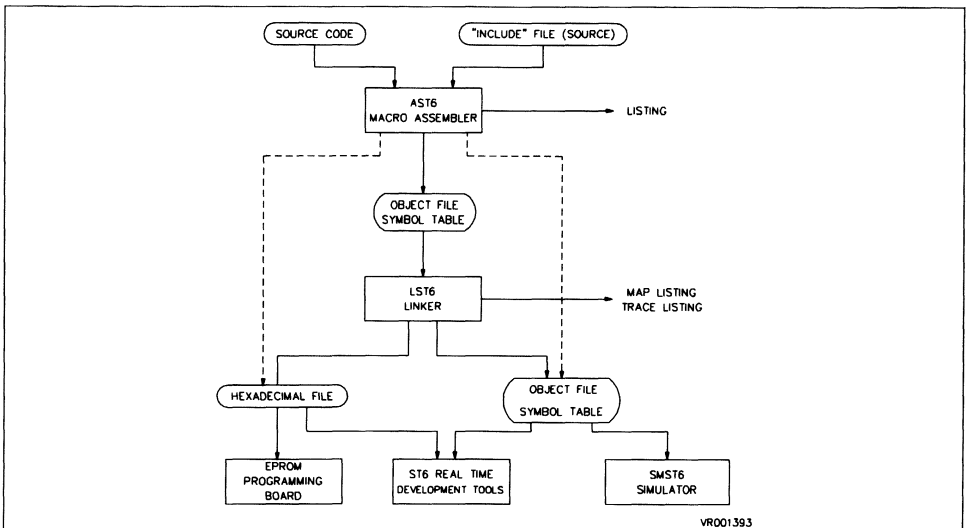 SOURCE CODE
"INCLUDE" FILE (SOURCE)
AST6
MACRO ASSEMBLER
LISTING
OBJECT FILE
SYMBOL TABLE
LST6
LINKER
MAP LISTING
TRACE LISTING
HEXADECIMAL FILE
OBJECT FILE
SYMBOL TABLE
EPROM
PROGRAMMING
BOARD
ST6 REAL TIME
DEVELOPMENT TOOLS
SMST6
SIMULATOR
VR001393